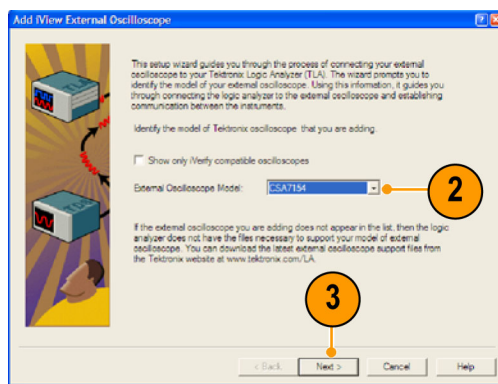 Add iView External Oscilloscope
This setup wizard guides you through the process of connecting your external
oscilloscope to your Tektronix Logic Analyzer (TLA). The wizard prompts you to
identify the model of your external oscilloscope. Using this information, it guides you
through connecting the logic analyzer to the external oscilloscope and establishing
communication between the instruments.
Identify the model of Tektronix oscilloscope that you are adding.
Show only iVerify compatible oscilloscopes
External Oscilloscope Model: CSA7154
2
If the external oscilloscope you are adding does not appear in the list, then the logic
analyzer does not have the files necessary to support your model of external
oscilloscope. You can download the latest external oscilloscope support files from
the Tektronix website at www.tektronix.com/LA.
3
< Back Next > Cancel Help
TLA
TDS